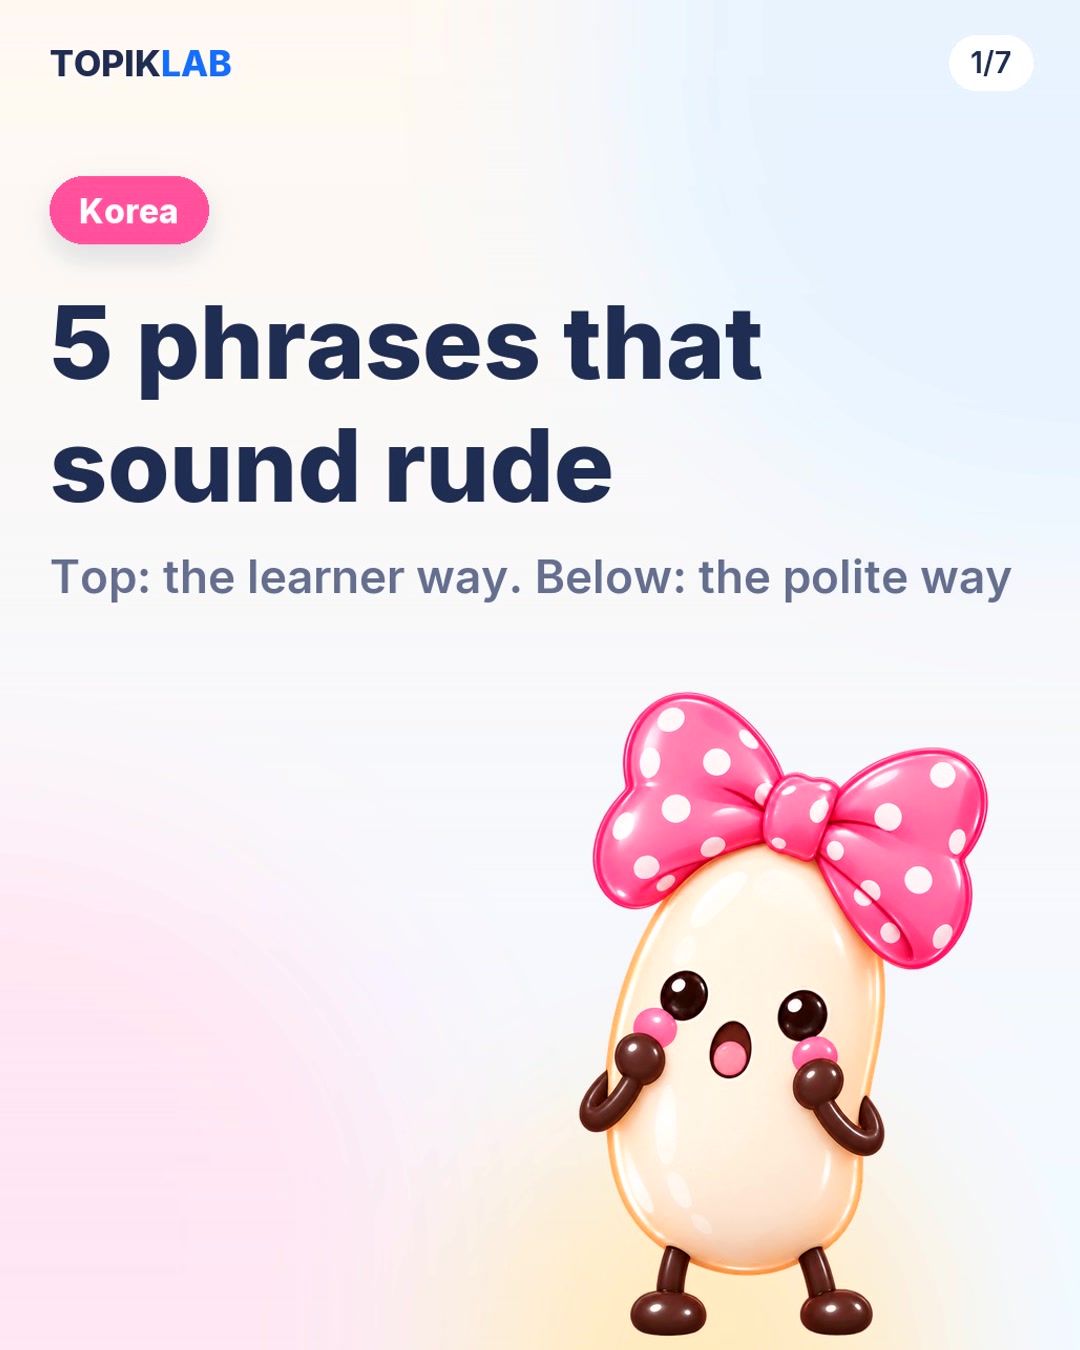 TOPIKLAB
1/7
Korea
5 phrases that
sound rude
Top: the learner way. Below: the polite way